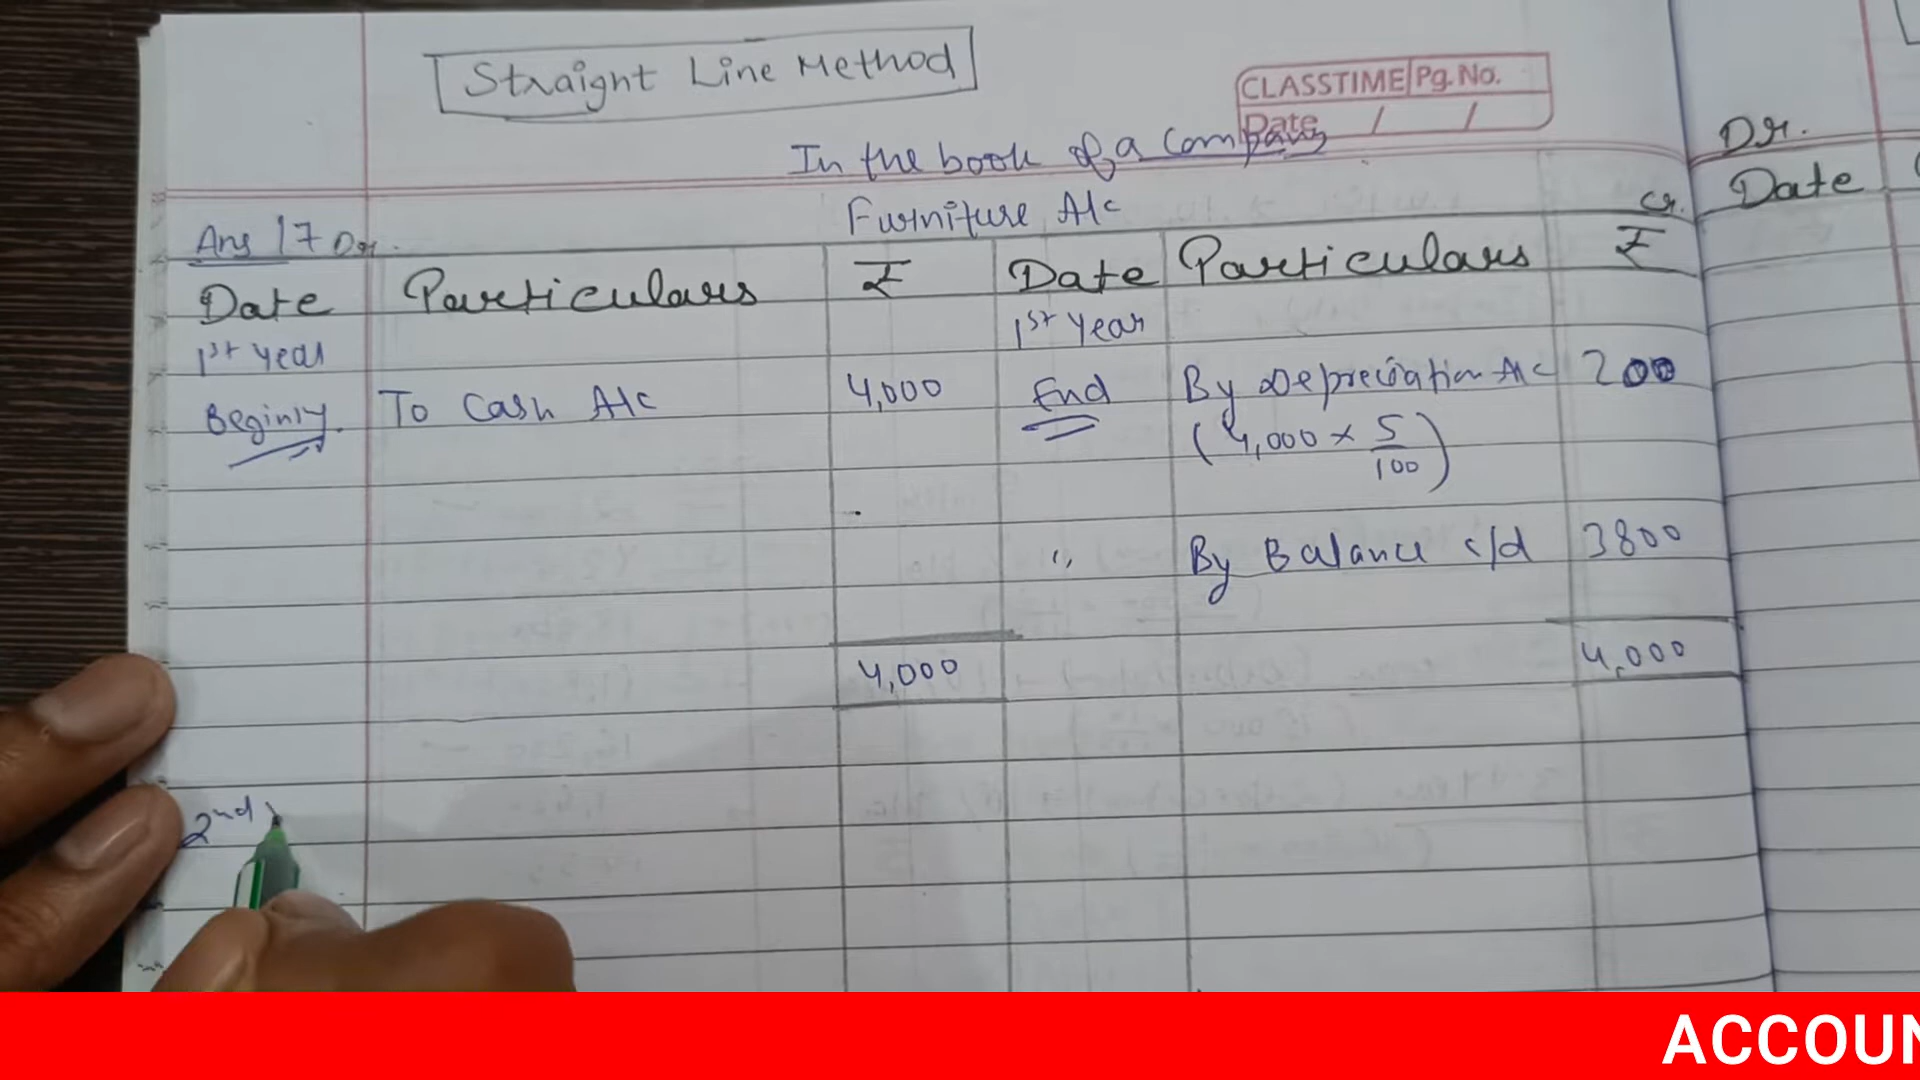 Straight Line Method
CLASSTIME Pg. No.
Date / /
In the book of a Company
Furniture A/c
Ans 17 Dr. Cr.
Date Particulars ₹ Date Particulars ₹
1st year 1st Year
Beginiy. To Cash A/c 4,000 End By Depreciation A/c 200
(4,000 × 5/100)
" By Balance c/d 3800
4,000 4,000
2nd y
Dr.
Date
ACCOUN